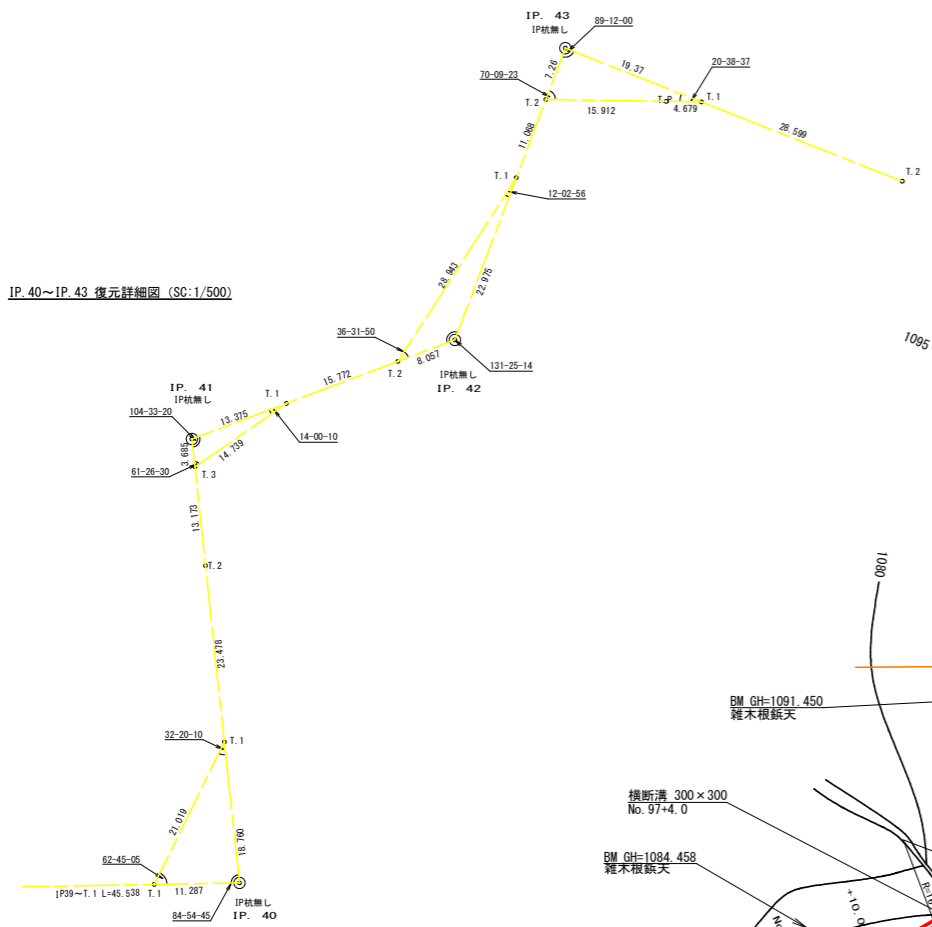 IP. 43
IP杭無し
89-12-00
7.26
19.37
20-38-37
70-09-23
T.2
15.912
4.679
T.1
28.599
T.2
11.068
T.1
12-02-56
IP.40～IP.43 復元詳細図 (SC:1/500)
28.943
22.975
1095
36-31-50
8.057
131-25-14
T.2
IP杭無し
IP. 42
15.772
IP. 41
IP杭無し
T.1
104-33-20
13.375
14-00-10
3.685
14.739
61-26-30
T.3
13.173
T.2
1080
23.478
BM GH=1091.450
雑木根鋲天
32-20-10
T.1
横断溝 300×300
No.97+4.0
21.019
18.760
BM GH=1084.458
雑木根鋲天
62-45-05
IP39～T.1 L=45.538
T.1
11.287
84-54-45
IP杭無し
IP. 40
+10.0